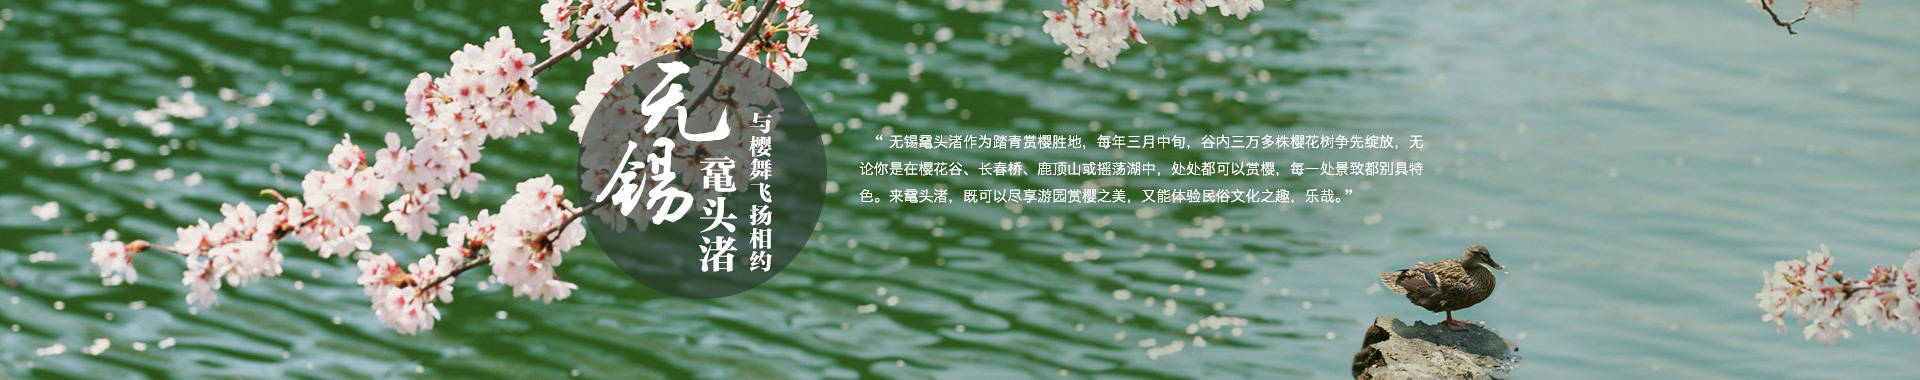 与樱舞飞扬相约
无锡
鼋头渚
“ 无锡鼋头渚作为踏青赏樱胜地，每年三月中旬，谷内三万多株樱花树争先绽放，无
论你是在樱花谷、长春桥、鹿顶山或摇荡湖中，处处都可以赏樱，每一处景致都别具特
色。来鼋头渚，既可以尽享游园赏樱之美，又能体验民俗文化之趣，乐哉。”